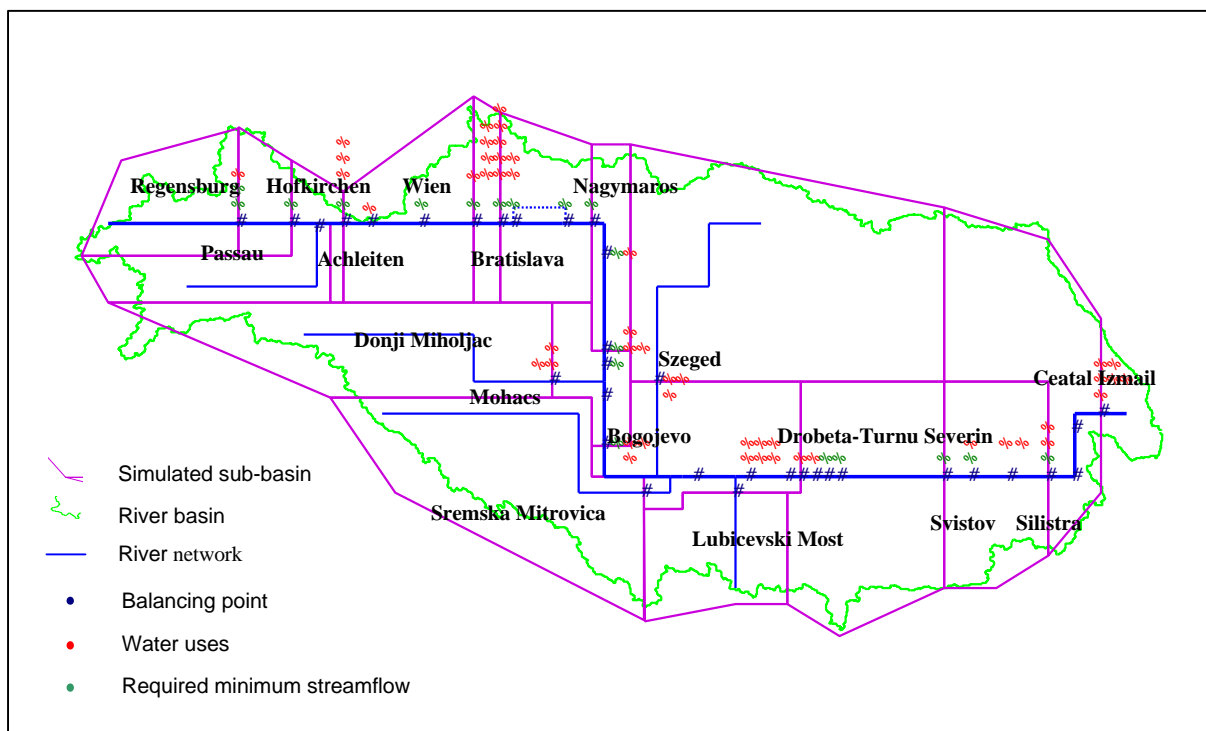 Regensburg Hofkirchen Wien Nagymaros
Passau Achleiten Bratislava
Donji Miholjac Szeged
Ceatal Izmail
Mohacs
Bogojevo Drobeta-Turnu Severin
Simulated sub-basin
River basin
Sremska Mitrovica Svistov Silistra
Lubicevski Most
River network
Balancing point
Water uses
Required minimum streamflow